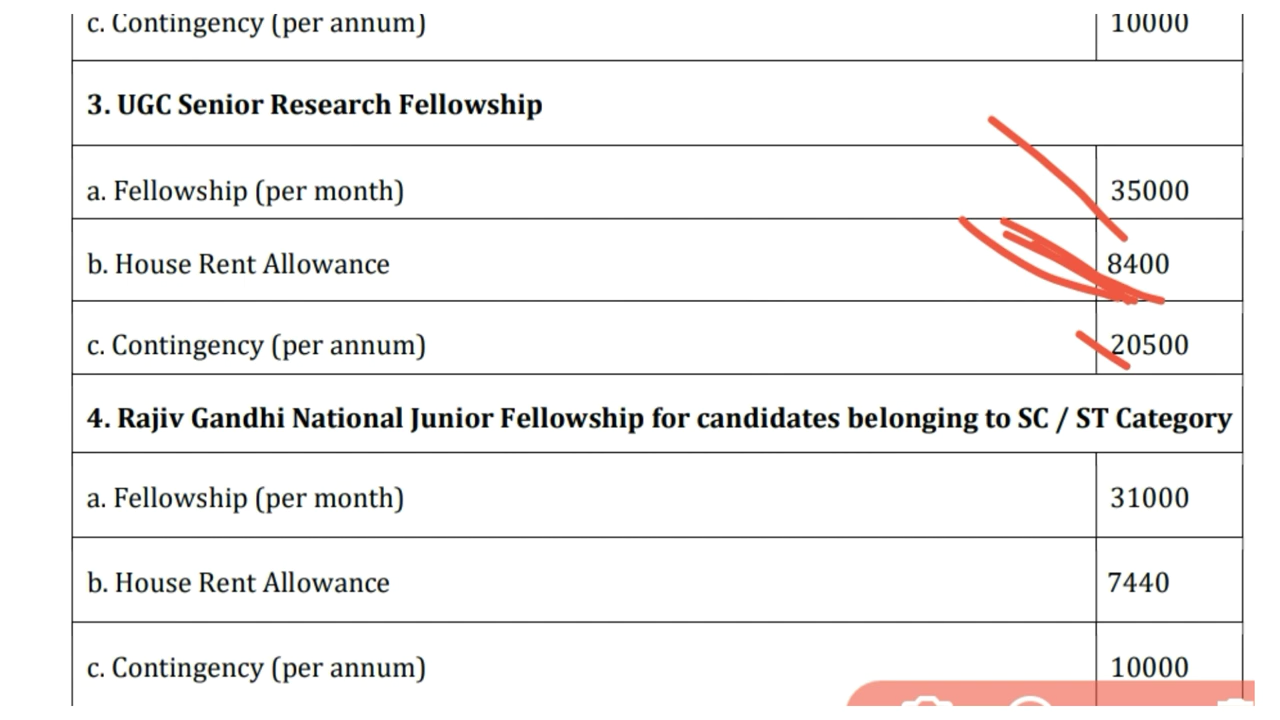 c. Contingency (per annum) 10000
3. UGC Senior Research Fellowship
a. Fellowship (per month) 35000
b. House Rent Allowance 8400
c. Contingency (per annum) 20500
4. Rajiv Gandhi National Junior Fellowship for candidates belonging to SC / ST Category
a. Fellowship (per month) 31000
b. House Rent Allowance 7440
c. Contingency (per annum) 10000